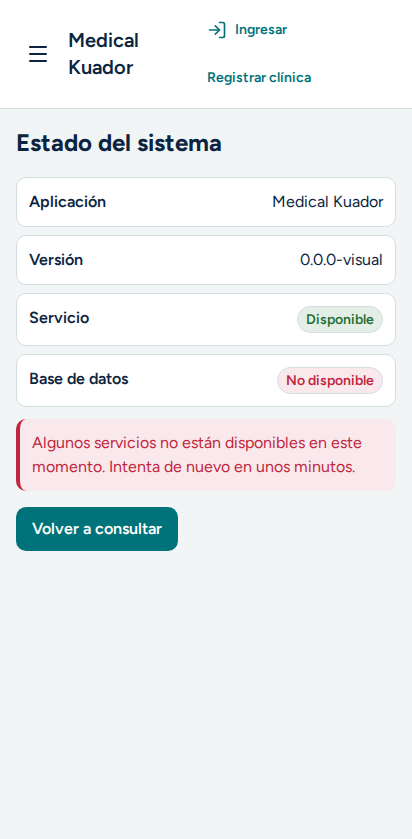 Medical
Kuador
Ingresar
Registrar clínica
Estado del sistema
Aplicación Medical Kuador
Versión 0.0.0-visual
Servicio Disponible
Base de datos No disponible
Algunos servicios no están disponibles en este
momento. Intenta de nuevo en unos minutos.
Volver a consultar